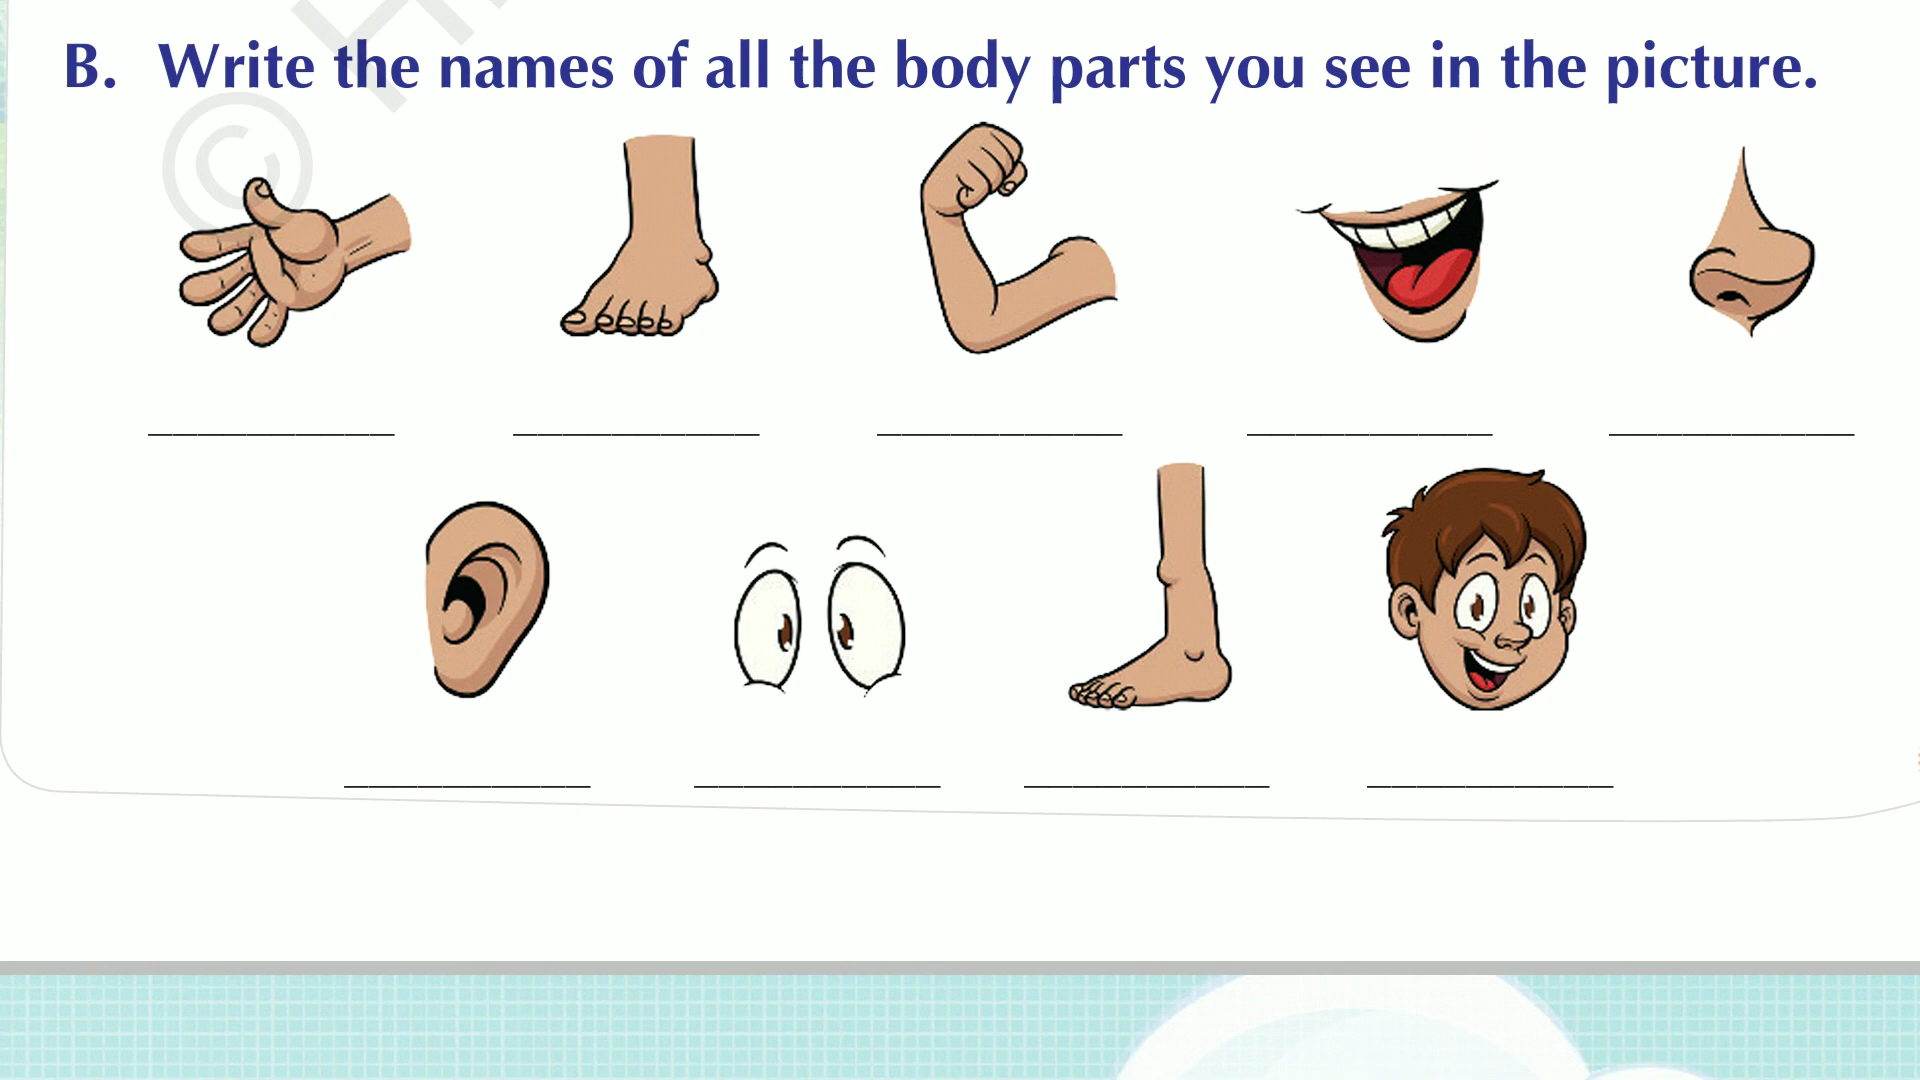 © H
B. Write the names of all the body parts you see in the picture.